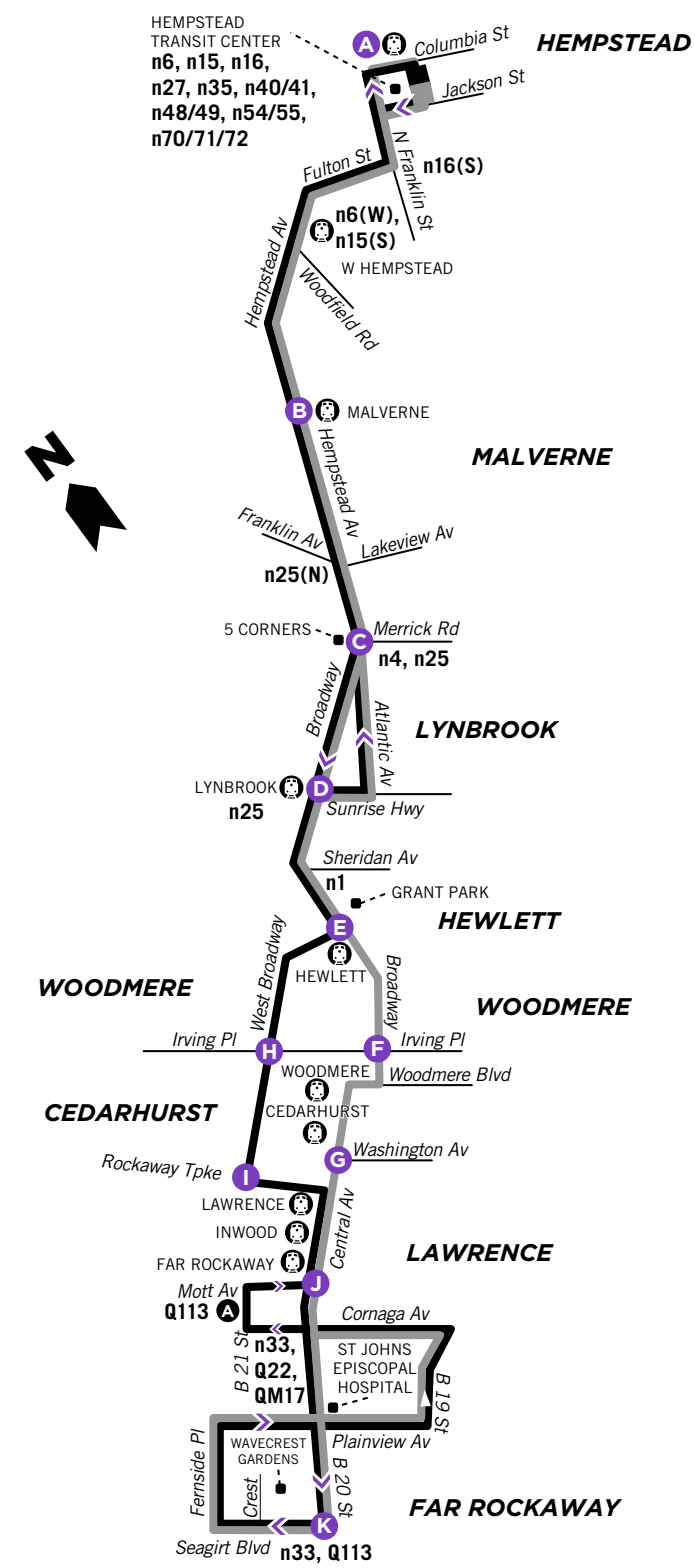 HEMPSTEAD
TRANSIT CENTER
n6, n15, n16,
n27, n35, n40/41,
n48/49, n54/55,
n70/71/72
A
Columbia St
HEMPSTEAD
Jackson St
N Franklin St
n16(S)
Fulton St
n6(W),
n15(S)
W HEMPSTEAD
Hempstead Av
Woodfield Rd
B
MALVERNE
N
Hempstead Av
MALVERNE
Franklin Av
Lakeview Av
n25(N)
5 CORNERS
C
Merrick Rd
n4, n25
Broadway
Atlantic Av
LYNBROOK
LYNBROOK
n25
D
Sunrise Hwy
Sheridan Av
n1
GRANT PARK
E
HEWLETT
HEWLETT
West Broadway
Broadway
WOODMERE
WOODMERE
Irving Pl
H
F
Irving Pl
WOODMERE
Woodmere Blvd
CEDARHURST
CEDARHURST
G
Washington Av
Rockaway Tpke
I
LAWRENCE
INWOOD
FAR ROCKAWAY
Central Av
LAWRENCE
J
Mott Av
Q113
A
Cornaga Av
B 21 St
n33,
Q22,
QM17
ST JOHNS
EPISCOPAL
HOSPITAL
B 19 St
Plainview Av
Fernside Pl
WAVECREST
GARDENS
Crest
B 20 St
K
FAR ROCKAWAY
Seagirt Blvd
n33, Q113